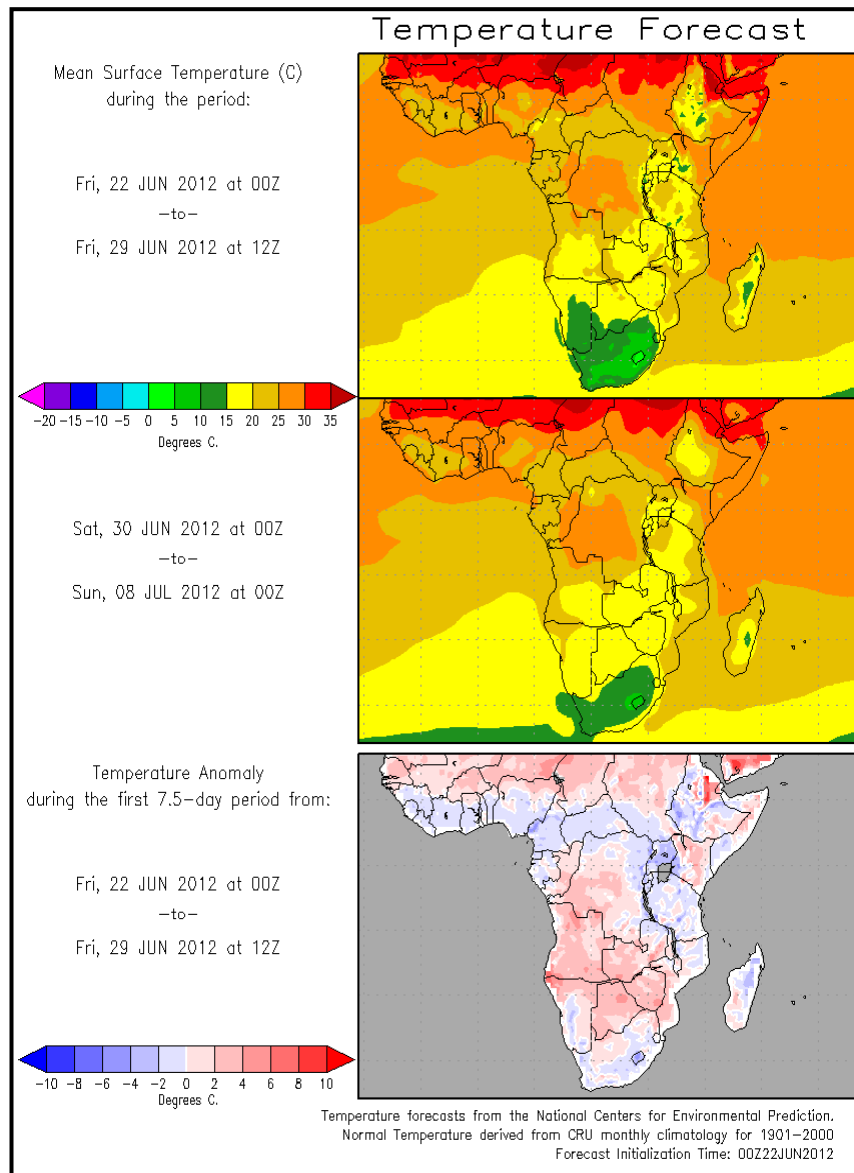 Temperature Forecast
Mean Surface Temperature (C)
during the period:
Fri, 22 JUN 2012 at 00Z
-to-
Fri, 29 JUN 2012 at 12Z
-20 -15 -10 -5 0 5 10 15 20 25 30 35
Degrees C.
Sat, 30 JUN 2012 at 00Z
-to-
Sun, 08 JUL 2012 at 00Z
Temperature Anomaly
during the first 7.5-day period from:
Fri, 22 JUN 2012 at 00Z
-to-
Fri, 29 JUN 2012 at 12Z
-10 -8 -6 -4 -2 0 2 4 6 8 10
Degrees C.
Temperature forecasts from the National Centers for Environmental Prediction.
Normal Temperature derived from CRU monthly climatology for 1901-2000
Forecast Initialization Time: 00Z22JUN2012